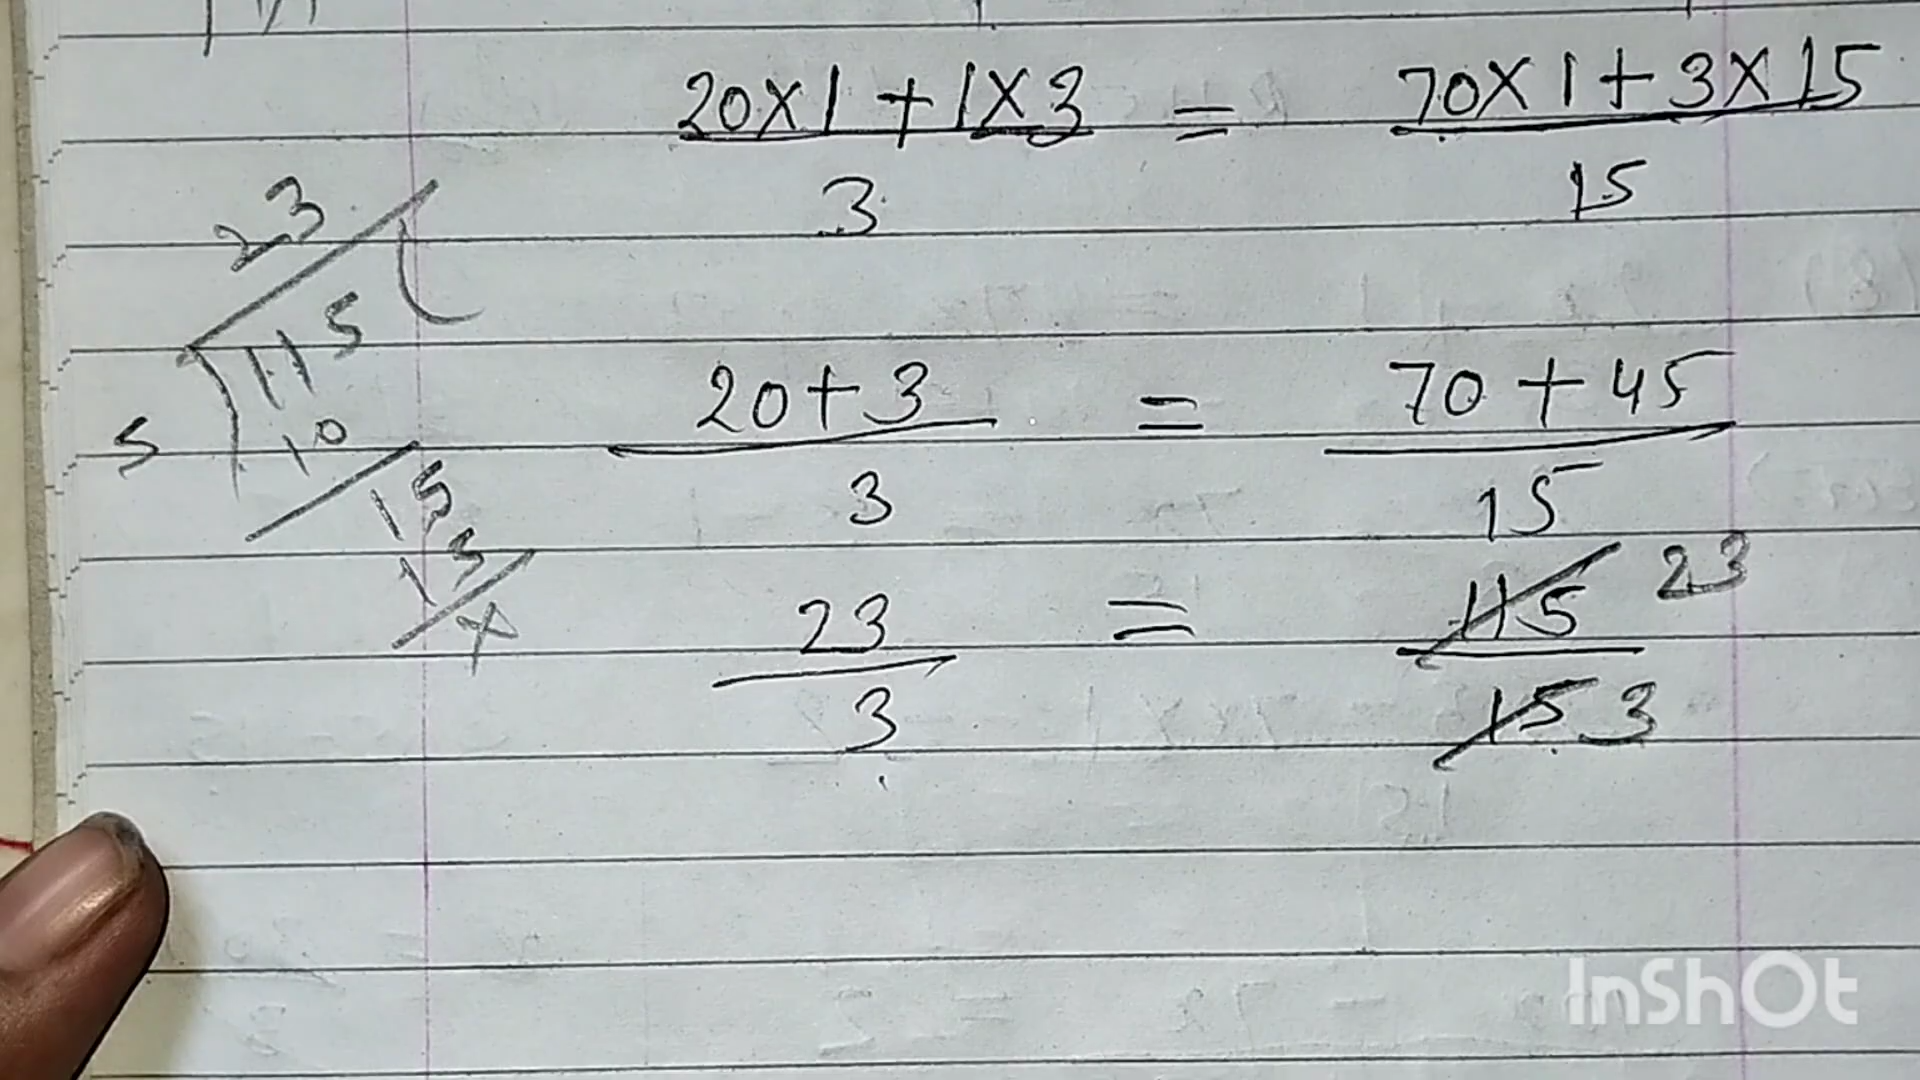 20×1 + 1×3 = 70×1 + 3×15
3 15
20+3 = 70 + 45
3 15
23 = 115 23
3 15 3
23
5 115
10
15
15
×
InShOt